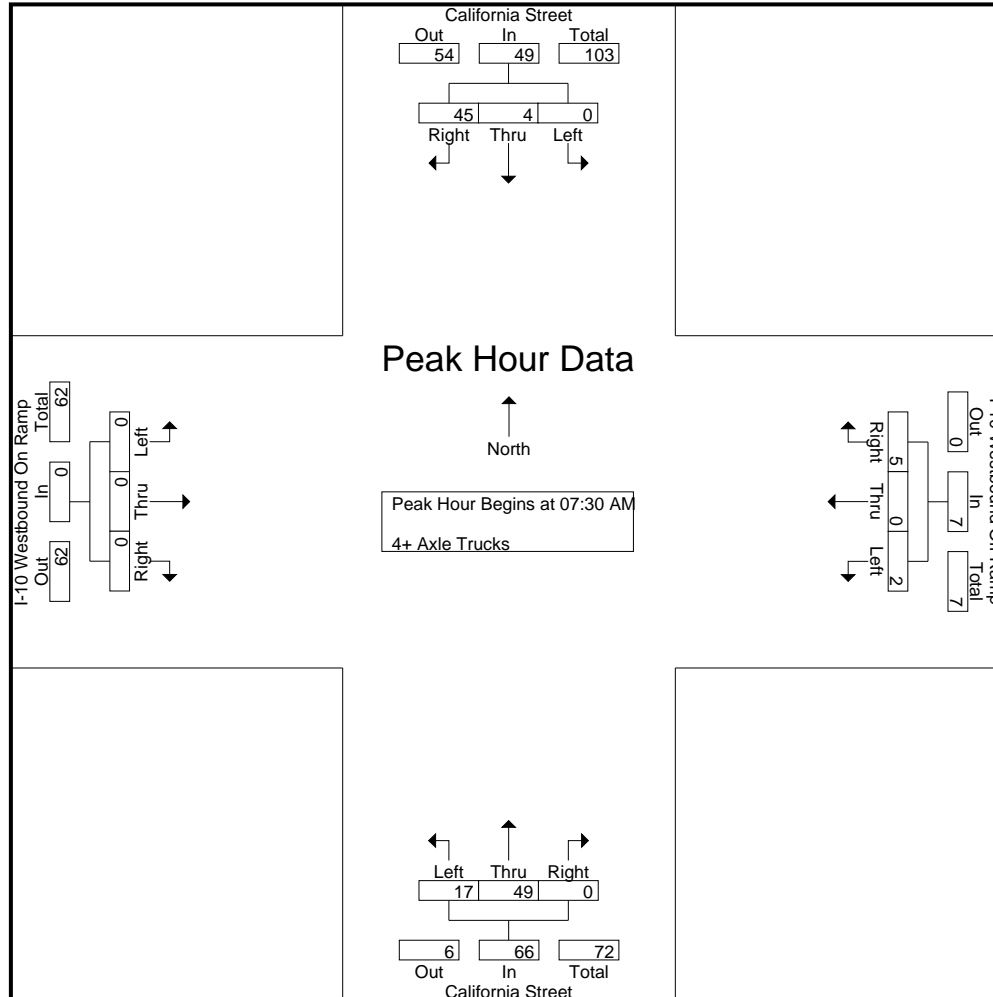 California Street
Out In Total
54 49 103
45 4 0
Right Thru Left
Peak Hour Data
North
Peak Hour Begins at 07:30 AM
4+ Axle Trucks
I-10 Westbound On Ramp
Total In Out
62 0 62
0 0 0
Left Thru Right
Out In Total
0 7 7
5 0 2
Right Thru Left
Westbound Ramp
Left Thru Right
17 49 0
6 66 72
Out In Total
California Street